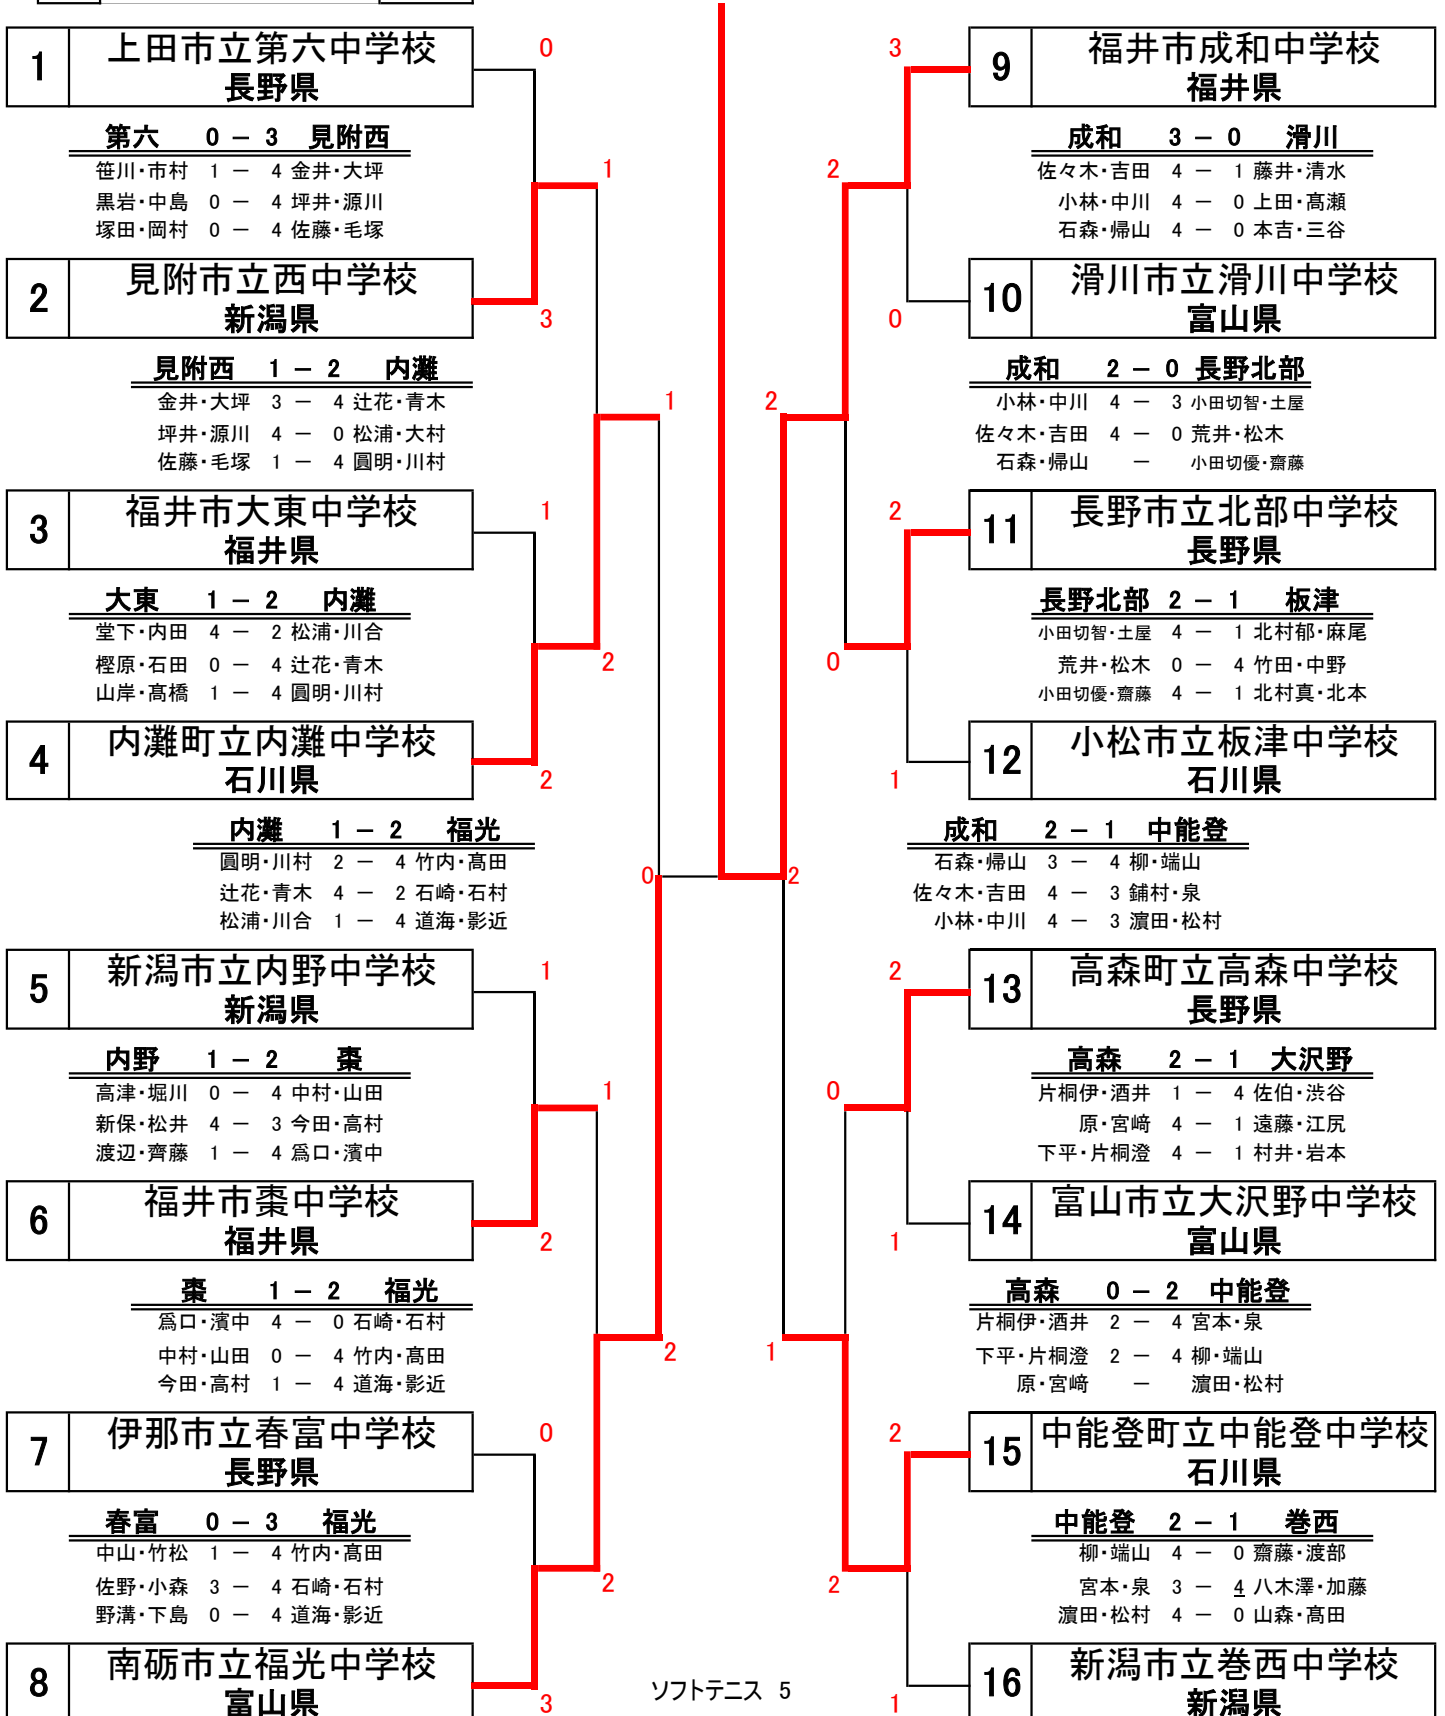 1 上田市立第六中学校
長野県
0
第六 0 － 3 見附西
笹川・市村 1 － 4 金井・大坪
黒岩・中島 0 － 4 坪井・源川
塚田・岡村 0 － 4 佐藤・毛塚
1
2 見附市立西中学校
新潟県
3
見附西 1 － 2 内灘
金井・大坪 3 － 4 辻花・青木
坪井・源川 4 － 0 松浦・大村
佐藤・毛塚 1 － 4 圓明・川村
1
3 福井市大東中学校
福井県
1
大東 1 － 2 内灘
堂下・内田 4 － 2 松浦・川合
樫原・石田 0 － 4 辻花・青木
山岸・髙橋 1 － 4 圓明・川村
2
4 内灘町立内灘中学校
石川県
2
内灘 1 － 2 福光
圓明・川村 2 － 4 竹内・髙田
辻花・青木 4 － 2 石崎・石村
松浦・川合 1 － 4 道海・影近
0
5 新潟市立内野中学校
新潟県
1
内野 1 － 2 棗
高津・堀川 0 － 4 中村・山田
新保・松井 4 － 3 今田・高村
渡辺・齊藤 1 － 4 爲口・濱中
1
6 福井市棗中学校
福井県
2
棗 1 － 2 福光
爲口・濱中 4 － 0 石崎・石村
中村・山田 0 － 4 竹内・髙田
今田・高村 1 － 4 道海・影近
2
7 伊那市立春富中学校
長野県
0
春富 0 － 3 福光
中山・竹松 1 － 4 竹内・髙田
佐野・小森 3 － 4 石崎・石村
野溝・下島 0 － 4 道海・影近
2
8 南砺市立福光中学校
富山県
3
ソフトテニス 5
3
9 福井市成和中学校
福井県
成和 3 － 0 滑川
佐々木・吉田 4 － 1 藤井・清水
小林・中川 4 － 0 上田・髙瀬
石森・帰山 4 － 0 本吉・三谷
2
10 滑川市立滑川中学校
富山県
0
成和 2 － 0 長野北部
小林・中川 4 － 3 小田切智・土屋
佐々木・吉田 4 － 0 荒井・松木
石森・帰山 － 小田切優・齋藤
2
2
11 長野市立北部中学校
長野県
長野北部 2 － 1 板津
小田切智・土屋 4 － 1 北村郁・麻尾
荒井・松木 0 － 4 竹田・中野
小田切優・齋藤 4 － 1 北村真・北本
0
12 小松市立板津中学校
石川県
1
成和 2 － 1 中能登
石森・帰山 3 － 4 柳・端山
佐々木・吉田 4 － 3 鋪村・泉
小林・中川 4 － 3 濵田・松村
2
2
13 高森町立高森中学校
長野県
高森 2 － 1 大沢野
片桐伊・酒井 1 － 4 佐伯・渋谷
原・宮﨑 4 － 1 遠藤・江尻
下平・片桐澄 4 － 1 村井・岩本
0
14 富山市立大沢野中学校
富山県
1
高森 0 － 2 中能登
片桐伊・酒井 2 － 4 宮本・泉
下平・片桐澄 2 － 4 柳・端山
原・宮﨑 － 濵田・松村
1
2
15 中能登町立中能登中学校
石川県
中能登 2 － 1 巻西
柳・端山 4 － 0 齋藤・渡部
宮本・泉 3 － 4 八木澤・加藤
濵田・松村 4 － 0 山森・髙田
2
16 新潟市立巻西中学校
新潟県
1